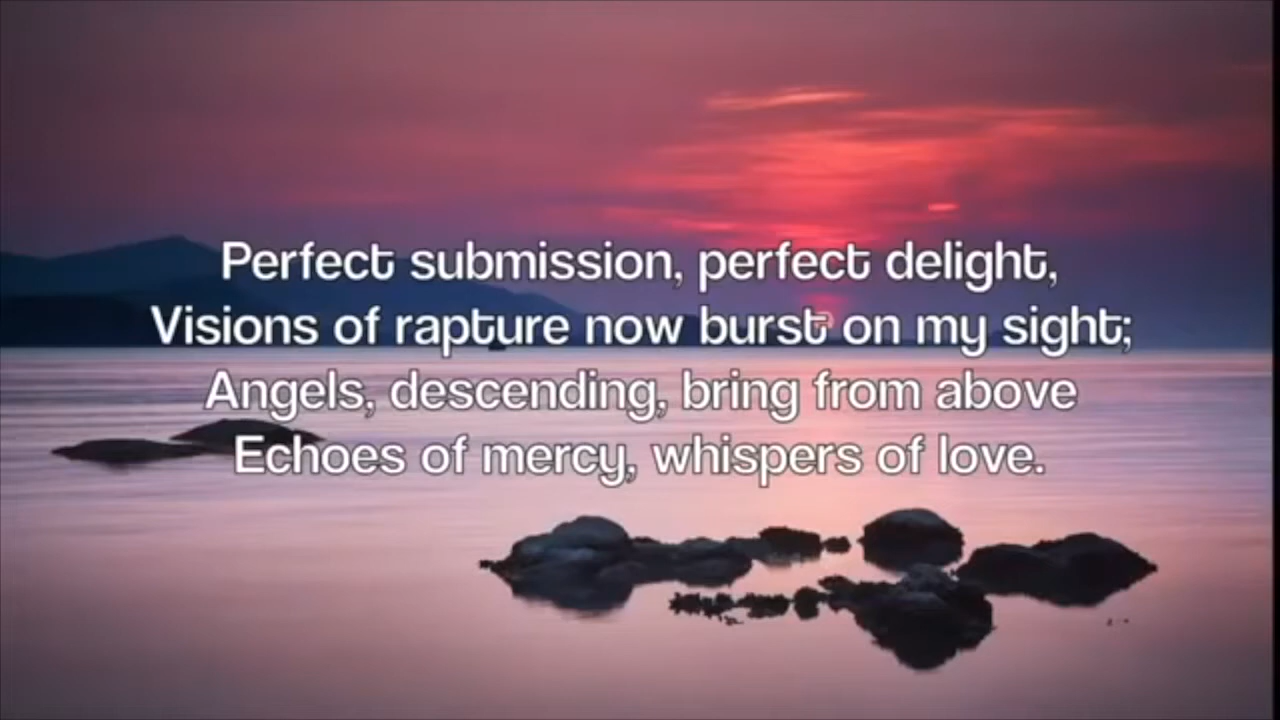 Perfect submission, perfect delight,
Visions of rapture now burst on my sight;
Angels, descending, bring from above
Echoes of mercy, whispers of love.